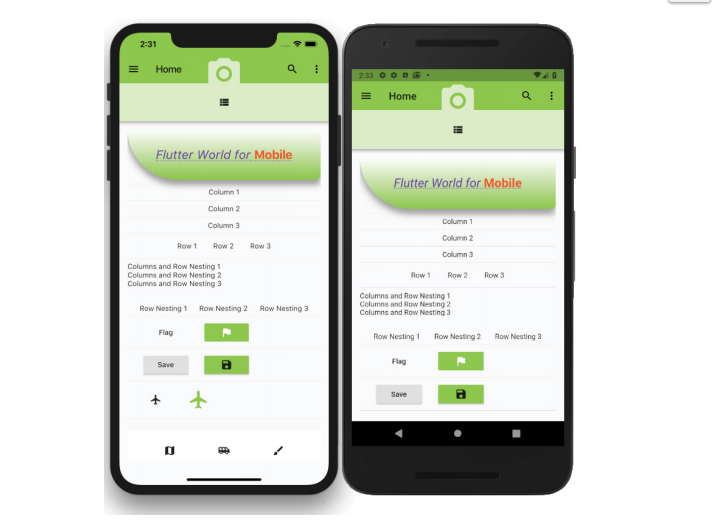 2:31
Home
Flutter World for Mobile
Column 1
Column 2
Column 3
Row 1 Row 2 Row 3
Columns and Row Nesting 1
Columns and Row Nesting 2
Columns and Row Nesting 3
Row Nesting 1 Row Nesting 2 Row Nesting 3
Flag
Save
2:33
Home
Flutter World for Mobile
Column 1
Column 2
Column 3
Row 1 Row 2 Row 3
Columns and Row Nesting 1
Columns and Row Nesting 2
Columns and Row Nesting 3
Row Nesting 1 Row Nesting 2 Row Nesting 3
Flag
Save